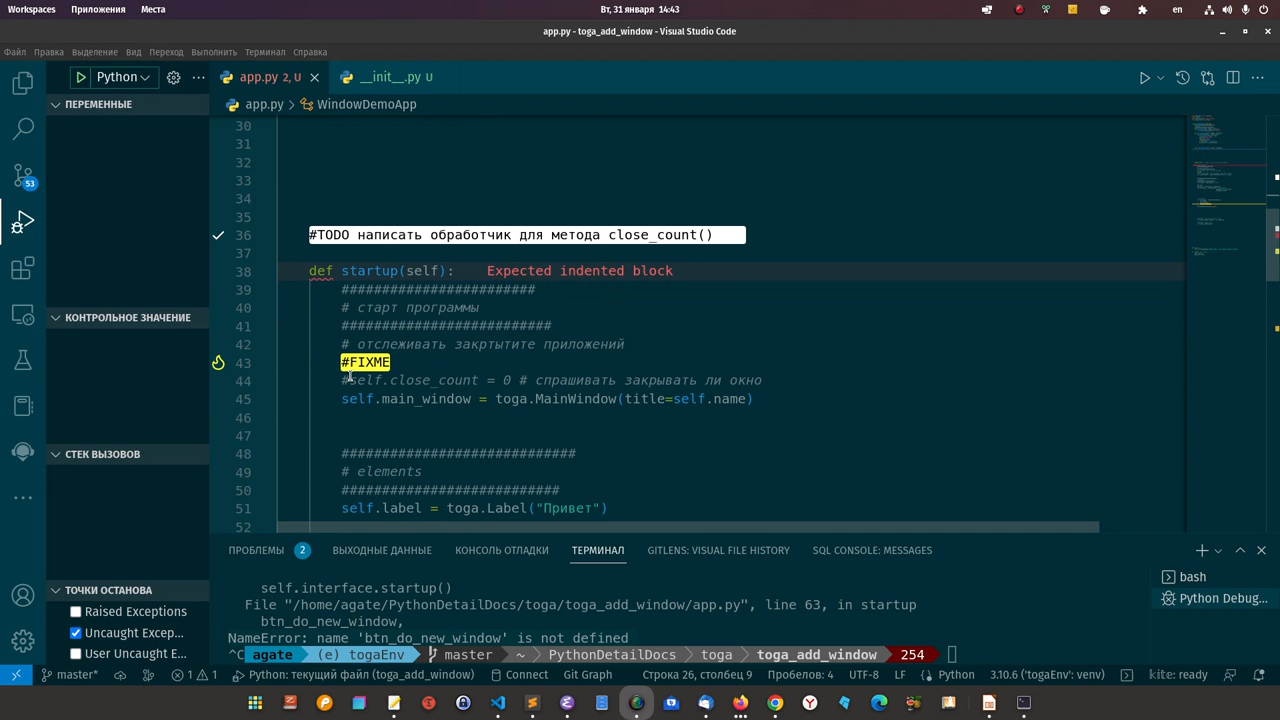 Workspaces Приложения Места Вт, 31 января 14:43 en
app.py - toga_add_window - Visual Studio Code
Файл Правка Выделение Вид Переход Выполнить Терминал Справка
Python app.py 2, U __init__.py U
ПЕРЕМЕННЫЕ
app.py > WindowDemoApp
30
31
32
33
34
35
36 #TODO написать обработчик для метода close_count()
37
38 def startup(self): Expected indented block
39 ########################
40 # старт программы
41 ##########################
42 # отслеживать закртытите приложений
43 #FIXME
44 #self.close_count = 0 # спрашивать закрывать ли окно
45 self.main_window = toga.MainWindow(title=self.name)
46
47
48 #############################
49 # elements
50 ###########################
51 self.label = toga.Label("Привет")
52
53
КОНТРОЛЬНОЕ ЗНАЧЕНИЕ
СТЕК ВЫЗОВОВ
ТОЧКИ ОСТАНОВА
Raised Exceptions
Uncaught Excep...
User Uncaught E...
ПРОБЛЕМЫ 2 ВЫХОДНЫЕ ДАННЫЕ КОНСОЛЬ ОТЛАДКИ ТЕРМИНАЛ GITLENS: VISUAL FILE HISTORY SQL CONSOLE: MESSAGES
self.interface.startup()
File "/home/agate/PythonDetailDocs/toga/toga_add_window/app.py", line 63, in startup
btn_do_new_window,
NameError: name 'btn_do_new_window' is not defined
^C agate (e) togaEnv master ~ PythonDetailDocs toga toga_add_window 254
bash
Python Debug...
master* 1 1 Python: текущий файл (toga_add_window) Connect Git Graph Строка 26, столбец 9 Пробелов: 4 UTF-8 LF Python 3.10.6 ('togaEnv': venv) kite: ready